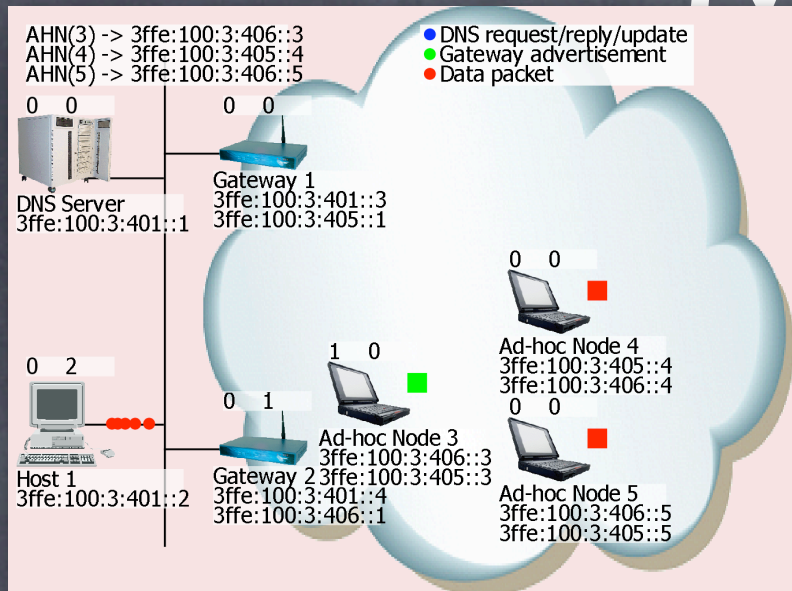 AHN(3) -> 3ffe:100:3:406::3
AHN(4) -> 3ffe:100:3:405::4
AHN(5) -> 3ffe:100:3:406::5
DNS request/reply/update
Gateway advertisement
Data packet
0 0
DNS Server
3ffe:100:3:401::1
0 0
Gateway 1
3ffe:100:3:401::3
3ffe:100:3:405::1
0 0
Ad-hoc Node 4
3ffe:100:3:405::4
3ffe:100:3:406::4
0 2
Host 1
3ffe:100:3:401::2
0 1
Gateway 2
3ffe:100:3:401::4
3ffe:100:3:406::1
1 0
Ad-hoc Node 3
3ffe:100:3:406::3
3ffe:100:3:405::3
0 0
Ad-hoc Node 5
3ffe:100:3:406::5
3ffe:100:3:405::5